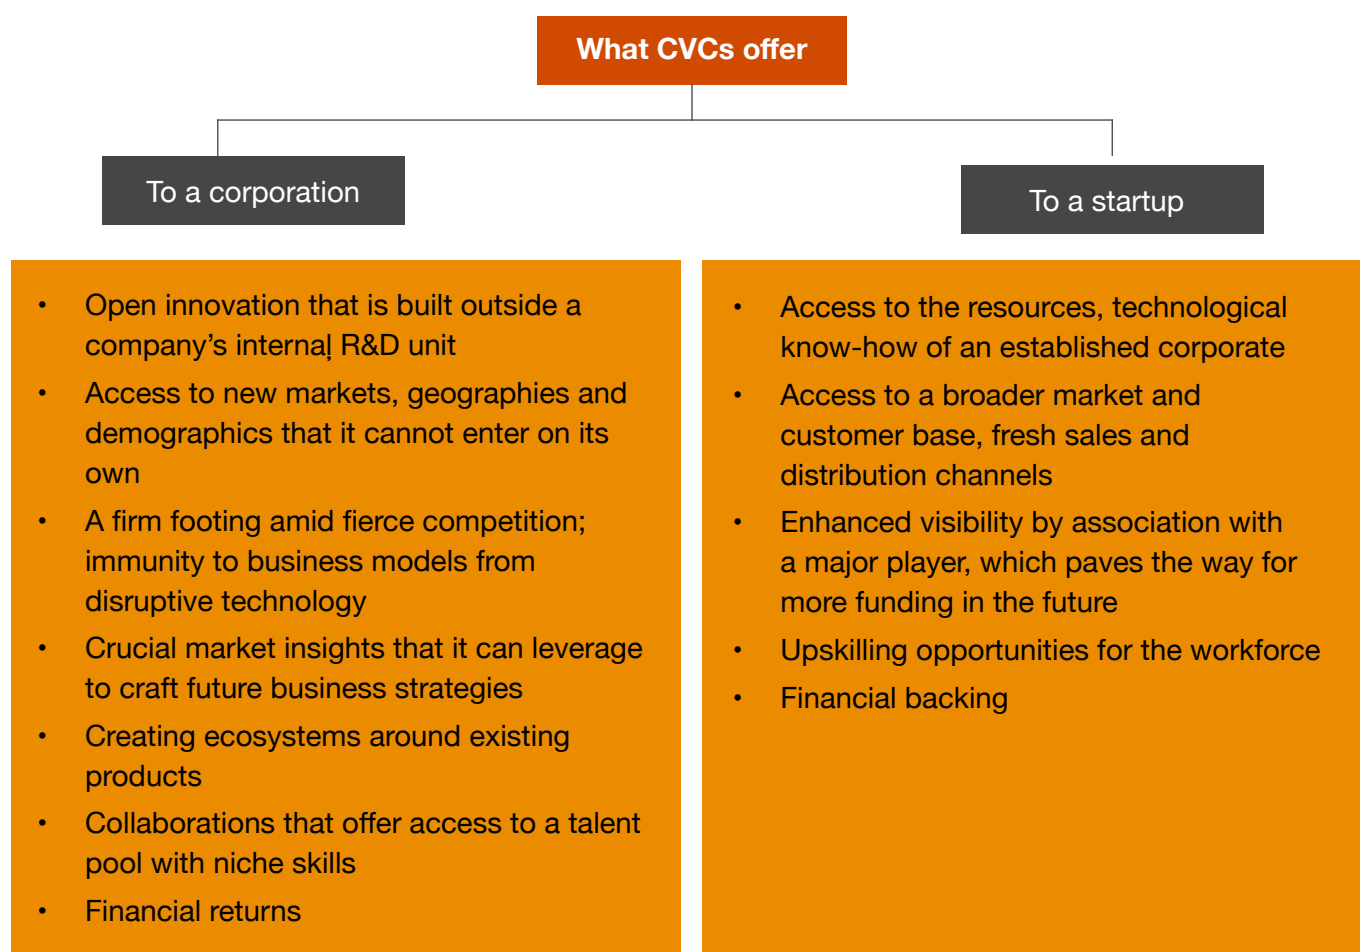 What CVCs offer
To a corporation
To a startup
• Open innovation that is built outside a
company’s internal R&D unit
• Access to new markets, geographies and
demographics that it cannot enter on its
own
• A firm footing amid fierce competition;
immunity to business models from
disruptive technology
• Crucial market insights that it can leverage
to craft future business strategies
• Creating ecosystems around existing
products
• Collaborations that offer access to a talent
pool with niche skills
• Financial returns
• Access to the resources, technological
know-how of an established corporate
• Access to a broader market and
customer base, fresh sales and
distribution channels
• Enhanced visibility by association with
a major player, which paves the way for
more funding in the future
• Upskilling opportunities for the workforce
• Financial backing